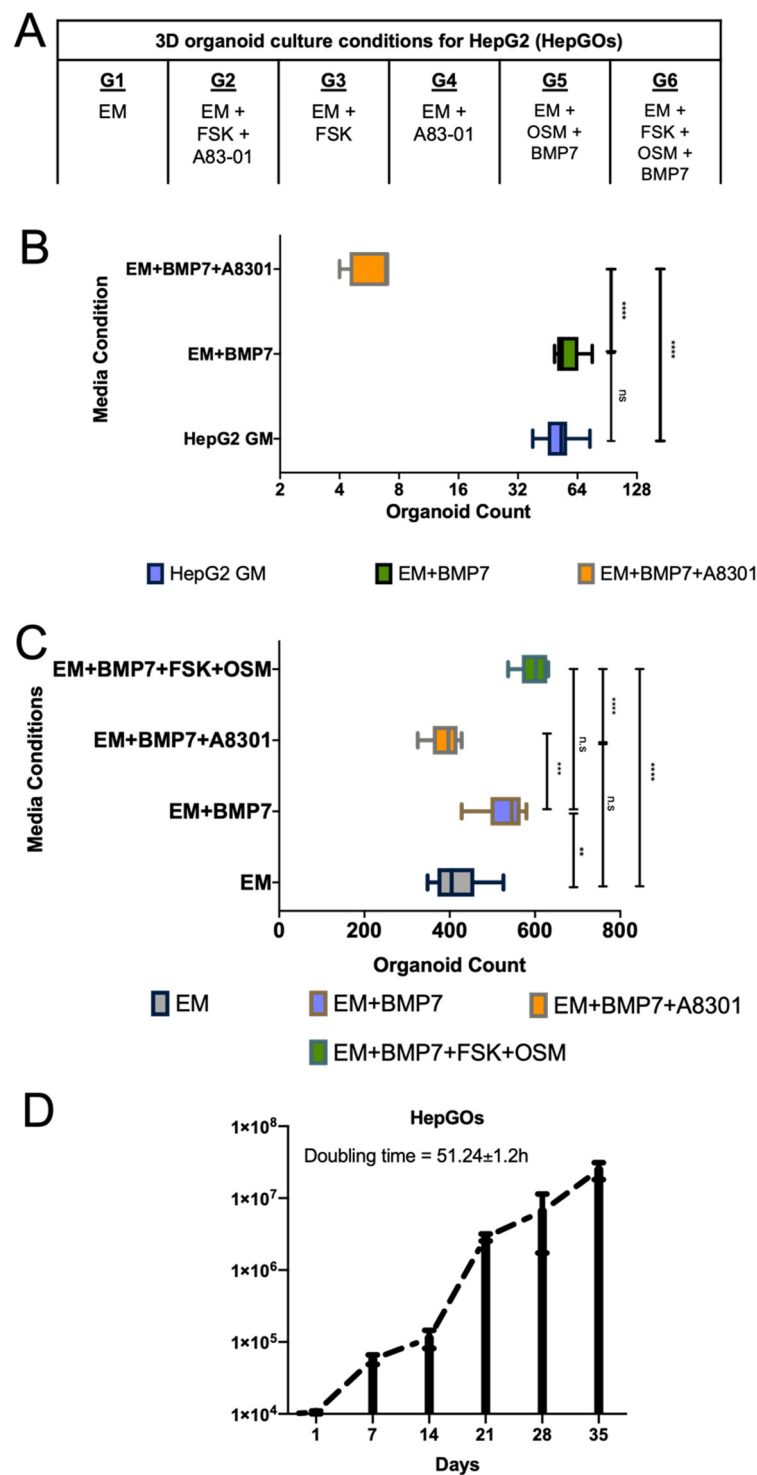 A
3D organoid culture conditions for HepG2 (HepGOs)
G1 G2 G3 G4 G5 G6
EM
EM +
FSK +
A83-01
EM +
FSK
EM +
A83-01
EM +
OSM +
BMP7
EM +
FSK +
OSM +
BMP7
B
Media Condition
EM+BMP7+A8301
EM+BMP7
HepG2 GM
****
ns
****
2 4 8 16 32 64 128
Organoid Count
HepG2 GM EM+BMP7 EM+BMP7+A8301
C
Media Conditions
EM+BMP7+FSK+OSM
EM+BMP7+A8301
EM+BMP7
EM
***
n.s
**
****
n.s
****
0 200 400 600 800
Organoid Count
EM EM+BMP7 EM+BMP7+A8301
EM+BMP7+FSK+OSM
D
HepGOs
Doubling time = 51.24±1.2h
1×10⁸
1×10⁷
1×10⁶
1×10⁵
1×10⁴
1 7 14 21 28 35
Days